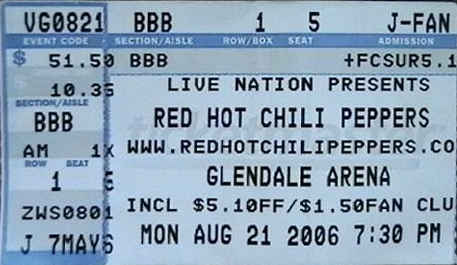 VG0821 BBB 1 5 J-FAN
EVENT CODE SECTION/AISLE ROW/BOX SEAT ADMISSION
$ 51.50 BBB +FCSUR5.1
10.35 LIVE NATION PRESENTS
SECTION/AISLE
BBB RED HOT CHILI PEPPERS
AM 1X WWW.REDHOTCHILIPEPPERS.CO
ROW SEAT
1 5 GLENDALE ARENA
ZWS0801 INCL $5.10FF/$1.50FAN CLU
J 7MAY6 MON AUG 21 2006 7:30 PM